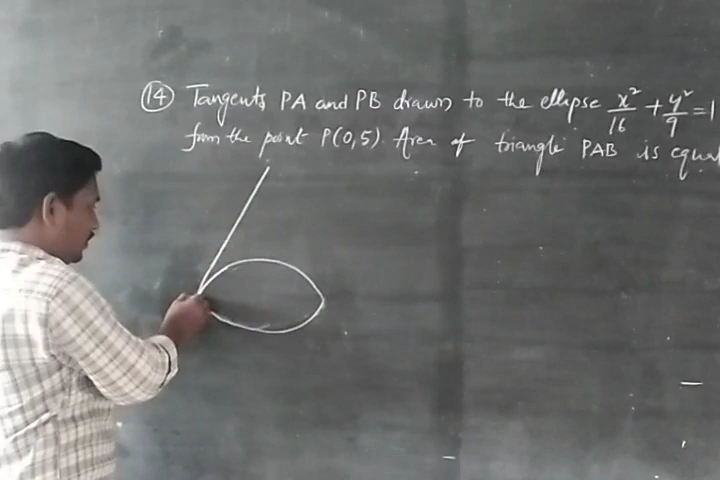 14 Tangents PA and PB drawn to the ellipse x²/16 + y²/9 = 1
from the point P(0,5). Area of triangle PAB is equal